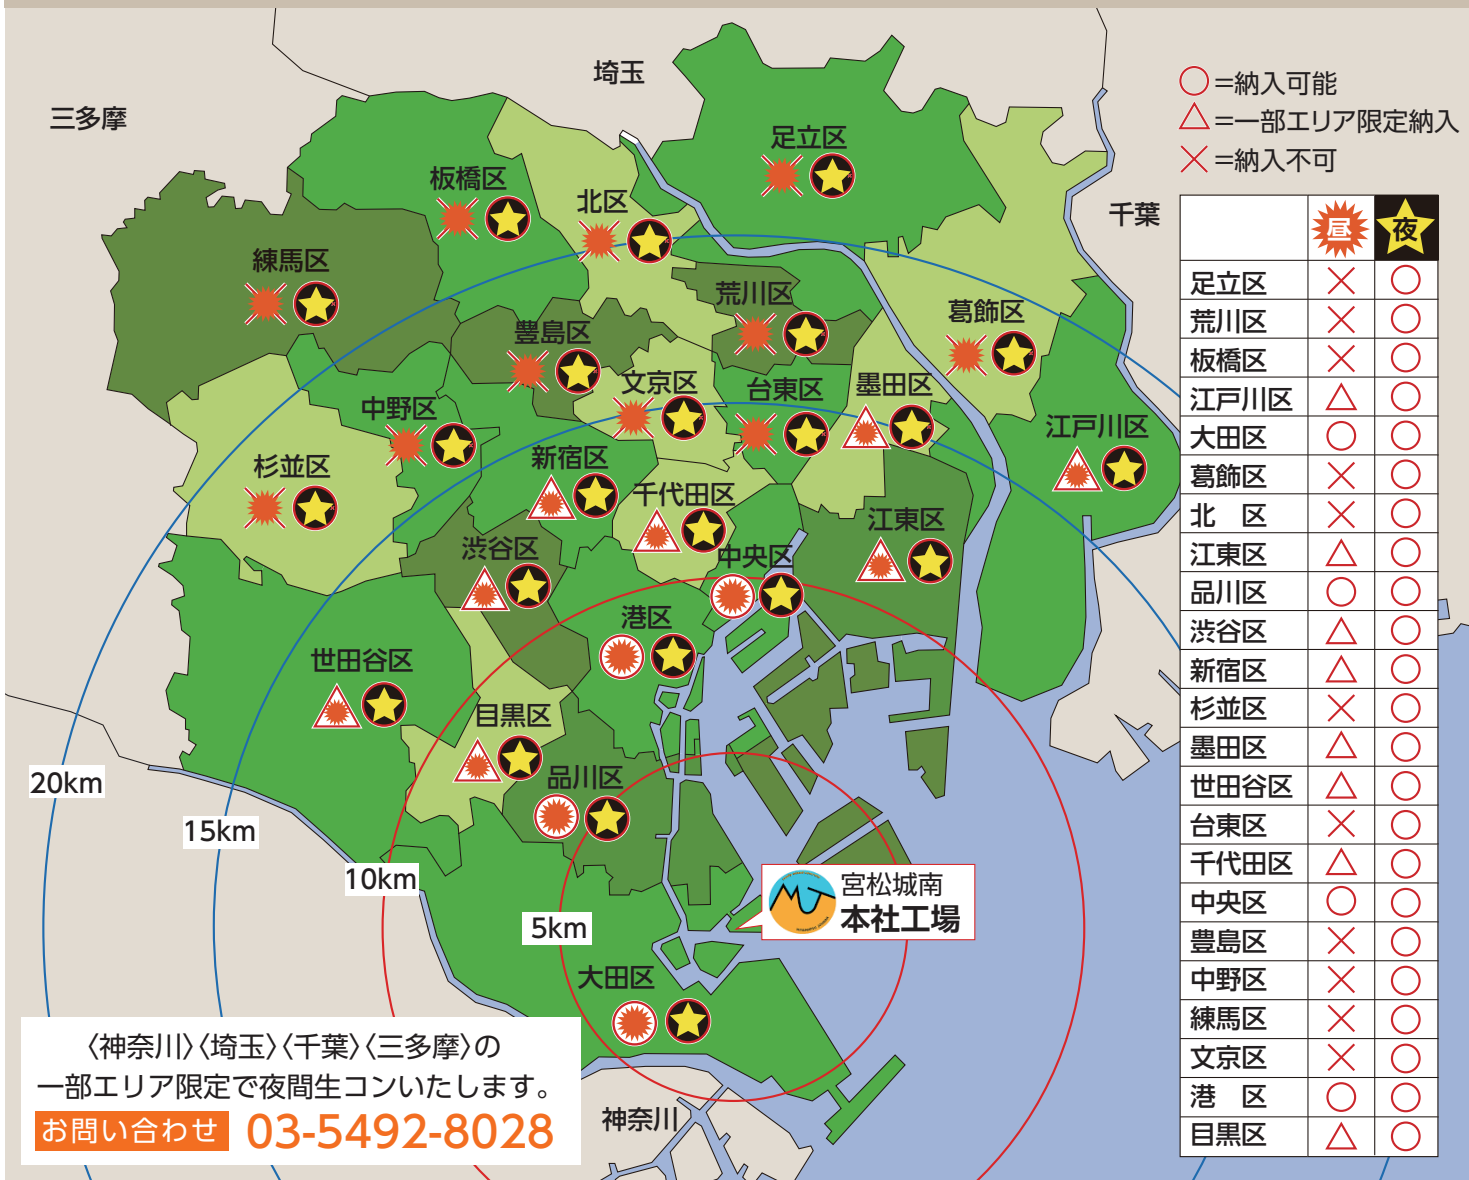 三多摩
埼玉
千葉
神奈川
足立区
板橋区
北区
練馬区
荒川区
葛飾区
豊島区
文京区
台東区
墨田区
中野区
江戸川区
杉並区
新宿区
千代田区
江東区
渋谷区
中央区
港区
世田谷区
目黒区
品川区
大田区
20km
15km
10km
5km
宮松城南
本社工場
○=納入可能
△=一部エリア限定納入
×=納入不可
昼 夜
足立区 × ○
荒川区 × ○
板橋区 × ○
江戸川区 △ ○
大田区 ○ ○
葛飾区 × ○
北　区 × ○
江東区 △ ○
品川区 ○ ○
渋谷区 △ ○
新宿区 △ ○
杉並区 × ○
墨田区 △ ○
世田谷区 △ ○
台東区 × ○
千代田区 △ ○
中央区 ○ ○
豊島区 × ○
中野区 × ○
練馬区 × ○
文京区 × ○
港　区 ○ ○
目黒区 △ ○
〈神奈川〉〈埼玉〉〈千葉〉〈三多摩〉の
一部エリア限定で夜間生コンいたします。
お問い合わせ 03-5492-8028